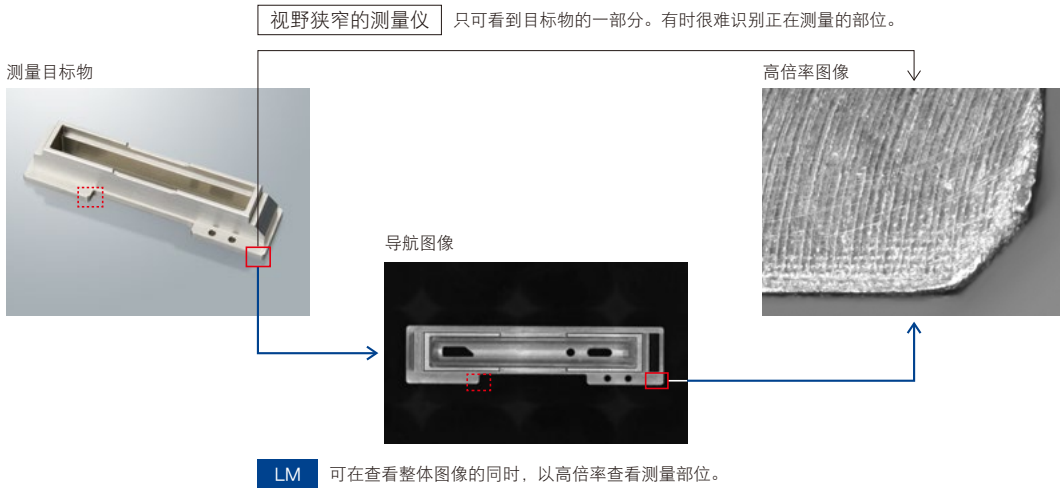 视野狭窄的测量仪 只可看到目标物的一部分。有时很难识别正在测量的部位。
测量目标物
高倍率图像
导航图像
LM 可在查看整体图像的同时，以高倍率查看测量部位。